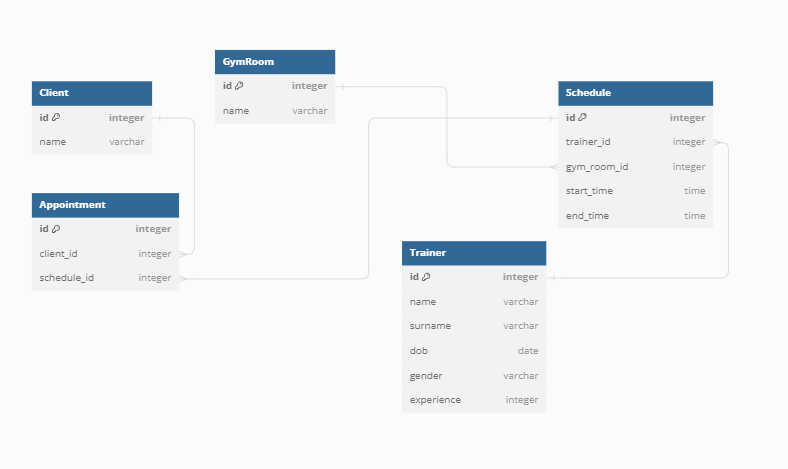 GymRoom
id integer
name varchar
Client
id integer
name varchar
Schedule
id integer
trainer_id integer
gym_room_id integer
start_time time
end_time time
Appointment
id integer
client_id integer
schedule_id integer
Trainer
id integer
name varchar
surname varchar
dob date
gender varchar
experience integer